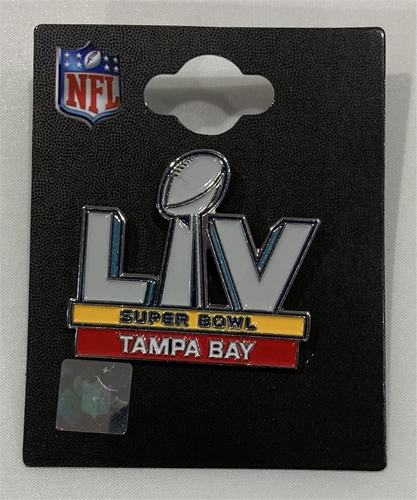 NFL
LIV
SUPER BOWL
TAMPA BAY